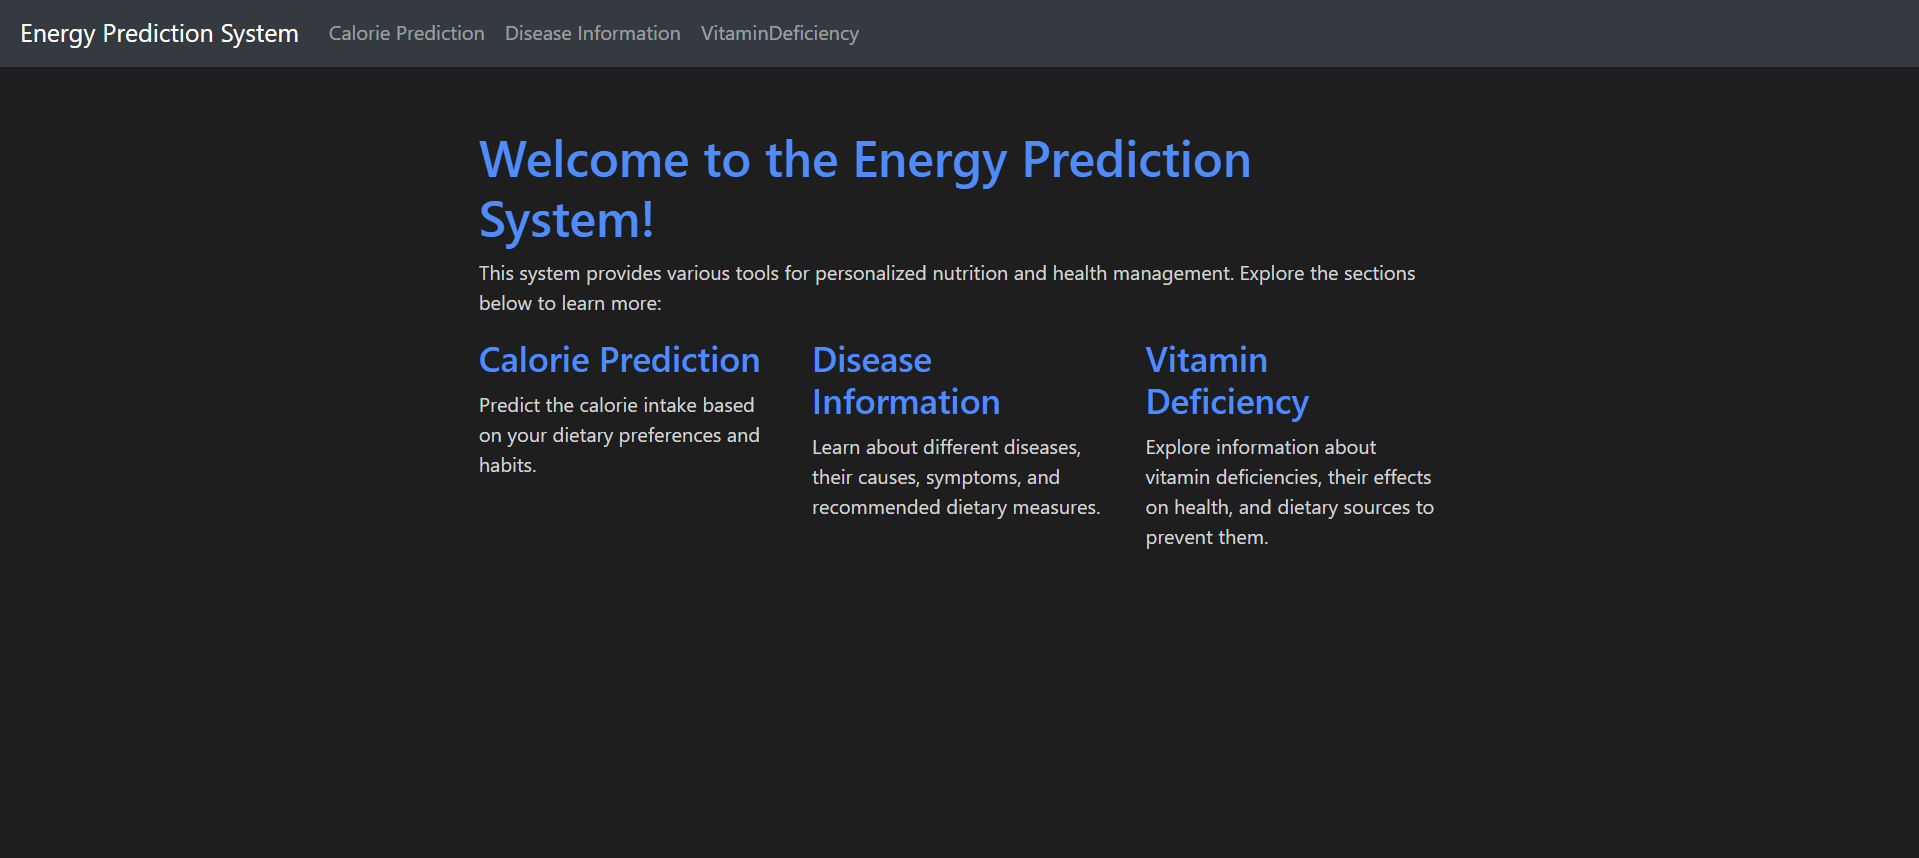 Energy Prediction System Calorie Prediction Disease Information VitaminDeficiency
Welcome to the Energy Prediction
System!
This system provides various tools for personalized nutrition and health management. Explore the sections
below to learn more:
Calorie Prediction
Predict the calorie intake based
on your dietary preferences and
habits.
Disease
Information
Learn about different diseases,
their causes, symptoms, and
recommended dietary measures.
Vitamin
Deficiency
Explore information about
vitamin deficiencies, their effects
on health, and dietary sources to
prevent them.